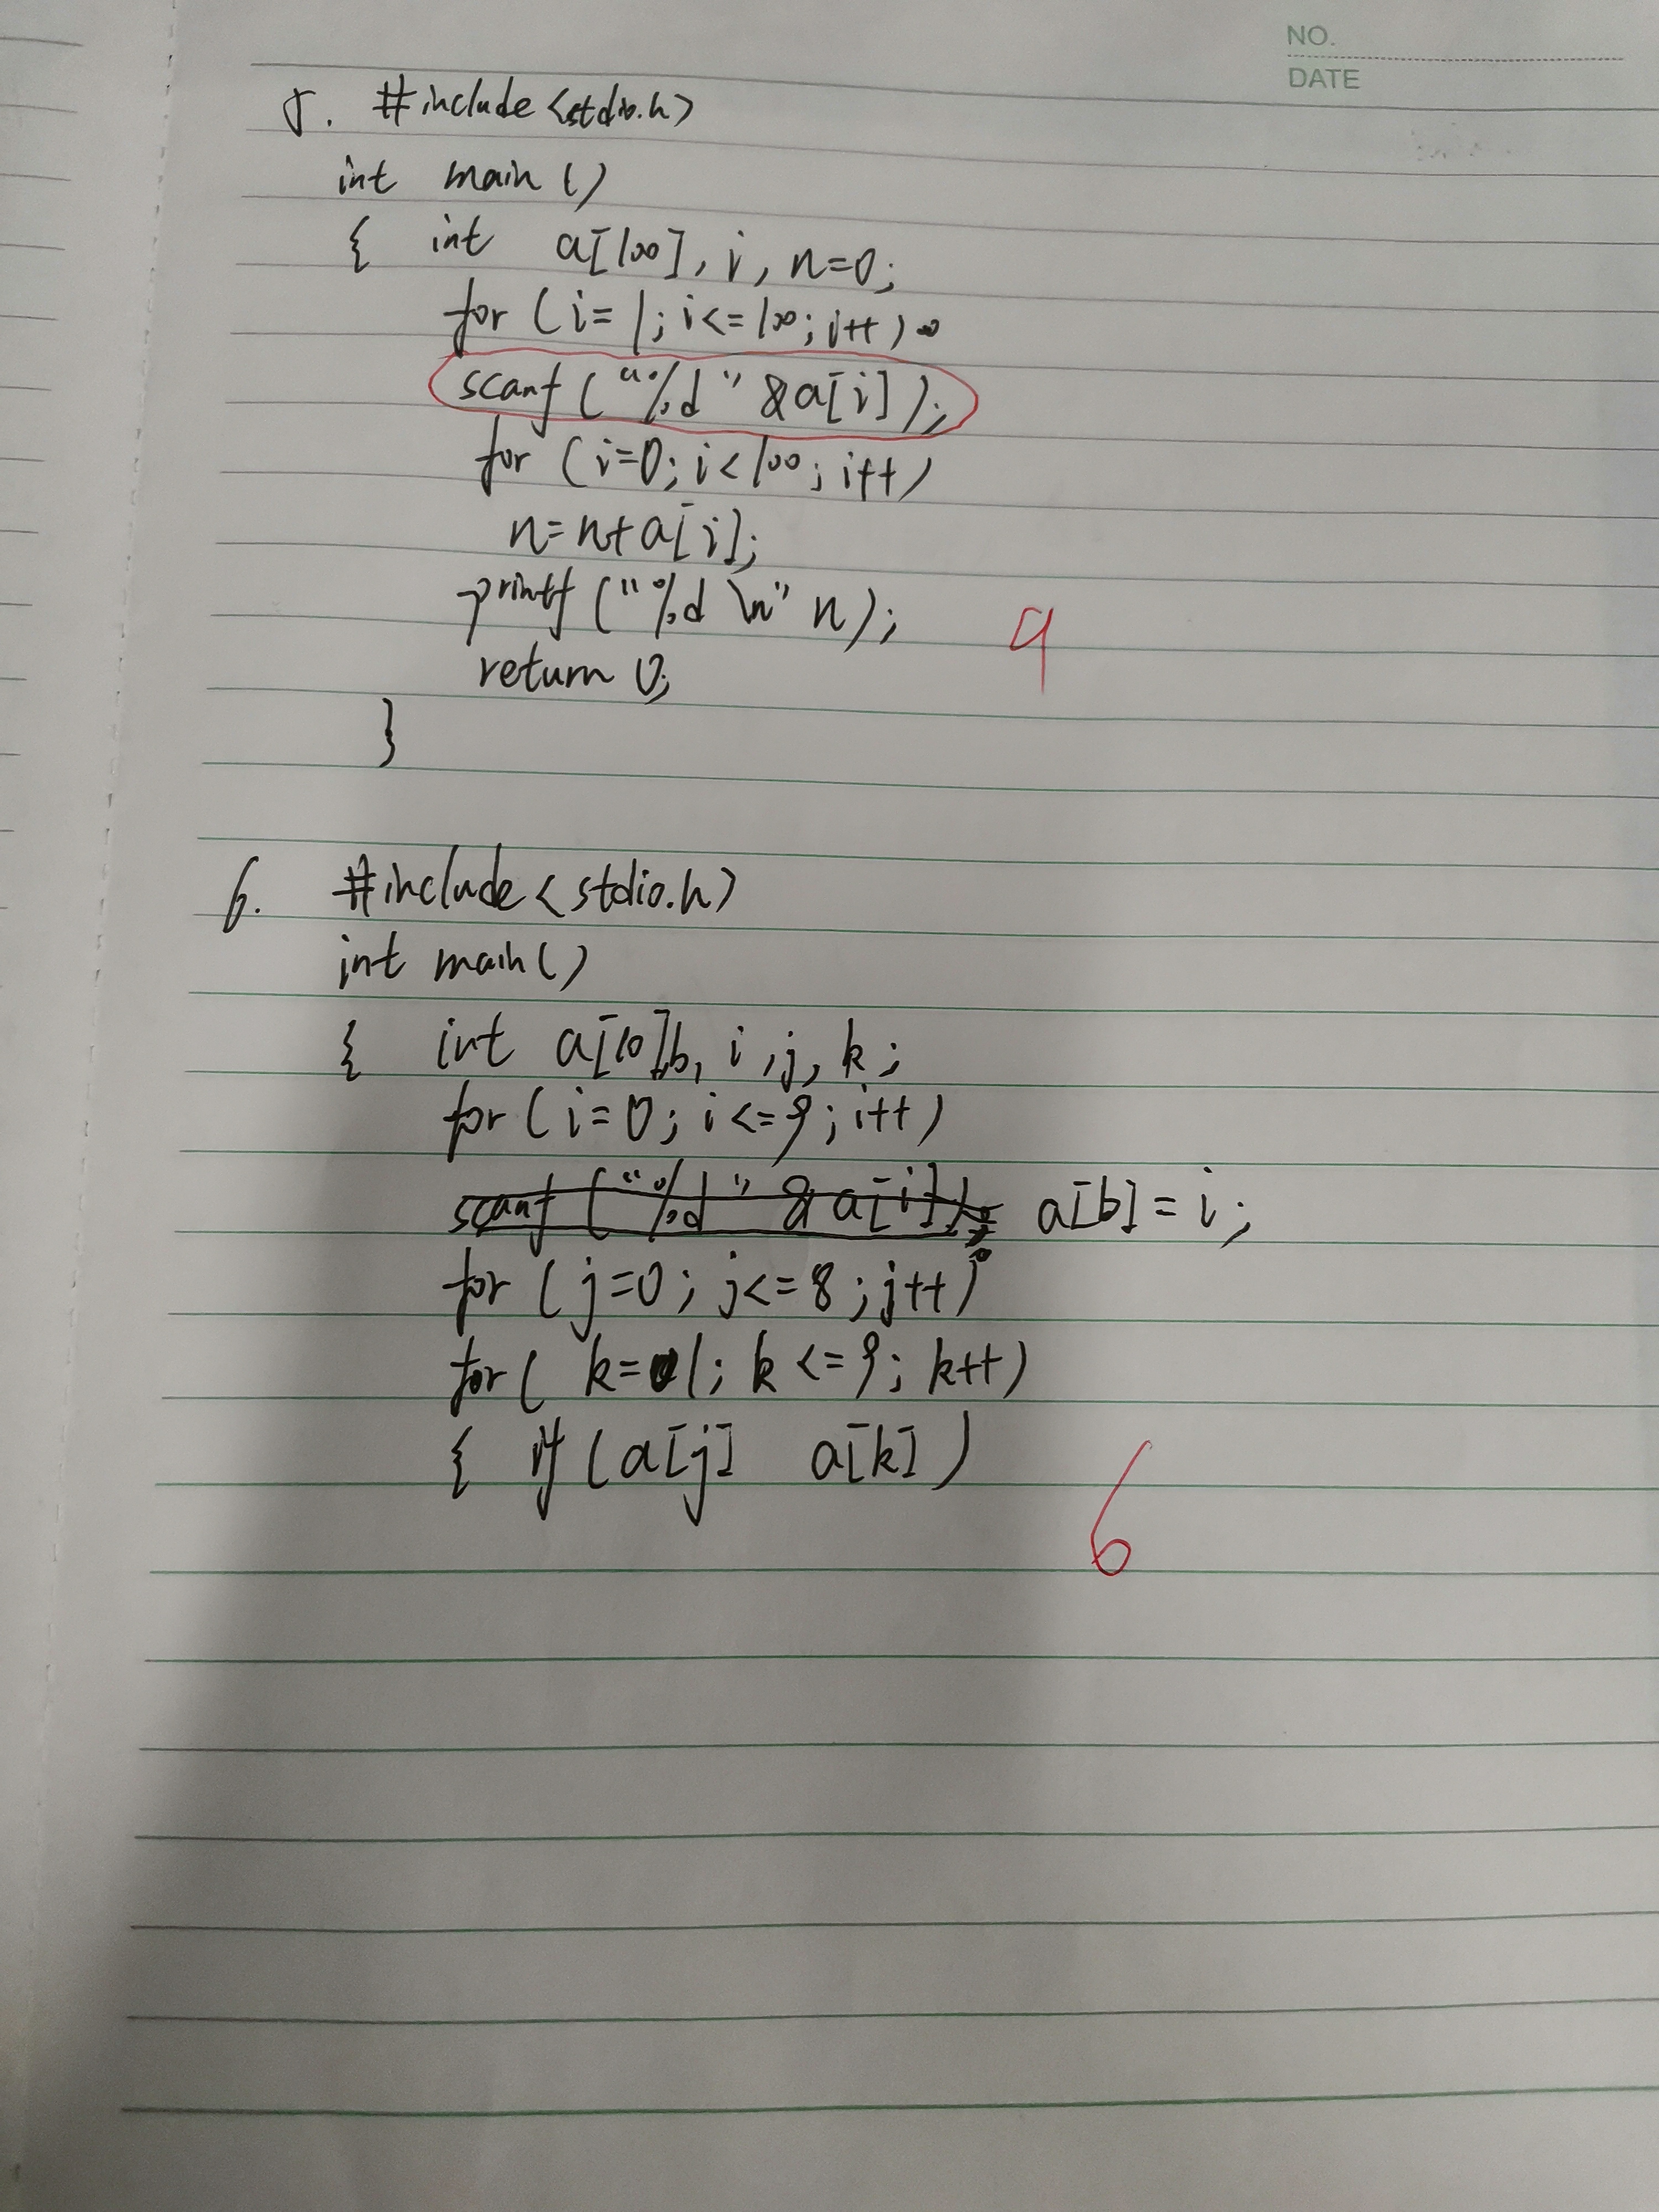 NO.
DATE
5. #include<stdio.h>
int main()
{ int a[100], i, n=0;
for (i=1; i<=100; i++)
scanf ("%d" &a[i]);
for (i=0; i<100; i++)
n=n+a[i];
printf ("%d \n" n);
return 0;
9
}
6. #include<stdio.h>
int main()
{ int a[10],b, i, j, k;
for (i=0; i<=9; i++)
scanf ("%d" & a[i]); a[b]=i;
for (j=0; j<=8; j++)
for ( k=1; k<=9; k++)
{ if (a[j] a[k])
6